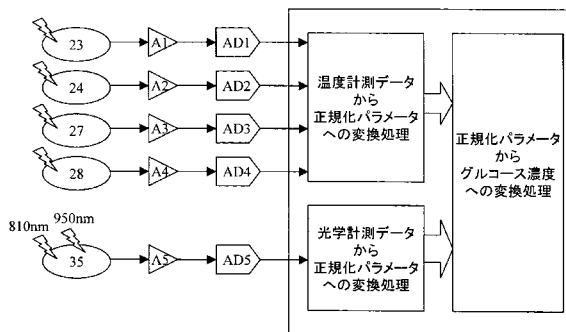 23
A1
AD1
24
A2
AD2
27
A3
AD3
28
A4
AD4
温度計測データ
から
正規化パラメータ
への変換処理
正規化パラメータ
から
グルコース濃度
への変換処理
810nm
950nm
35
A5
AD5
光学計測データ
から
正規化パラメータ
への変換処理